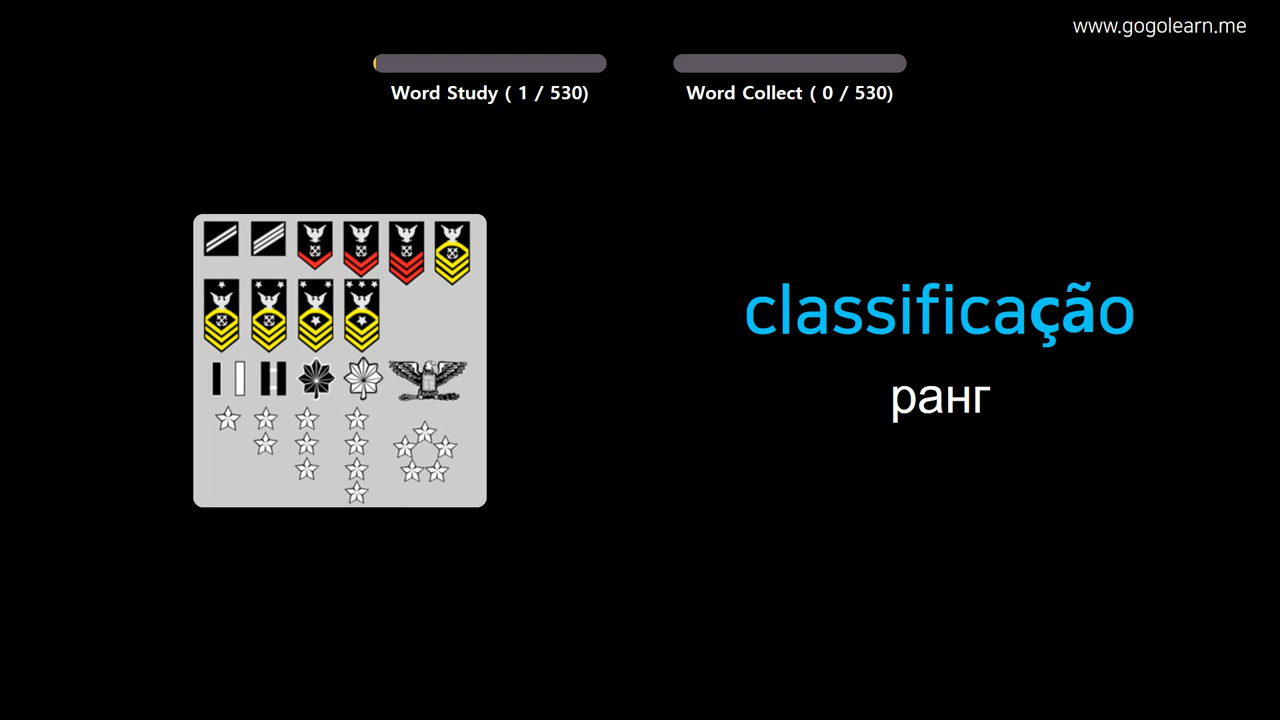 www.gogolearn.me
Word Study ( 1 / 530)
Word Collect ( 0 / 530)
classificação
ранг